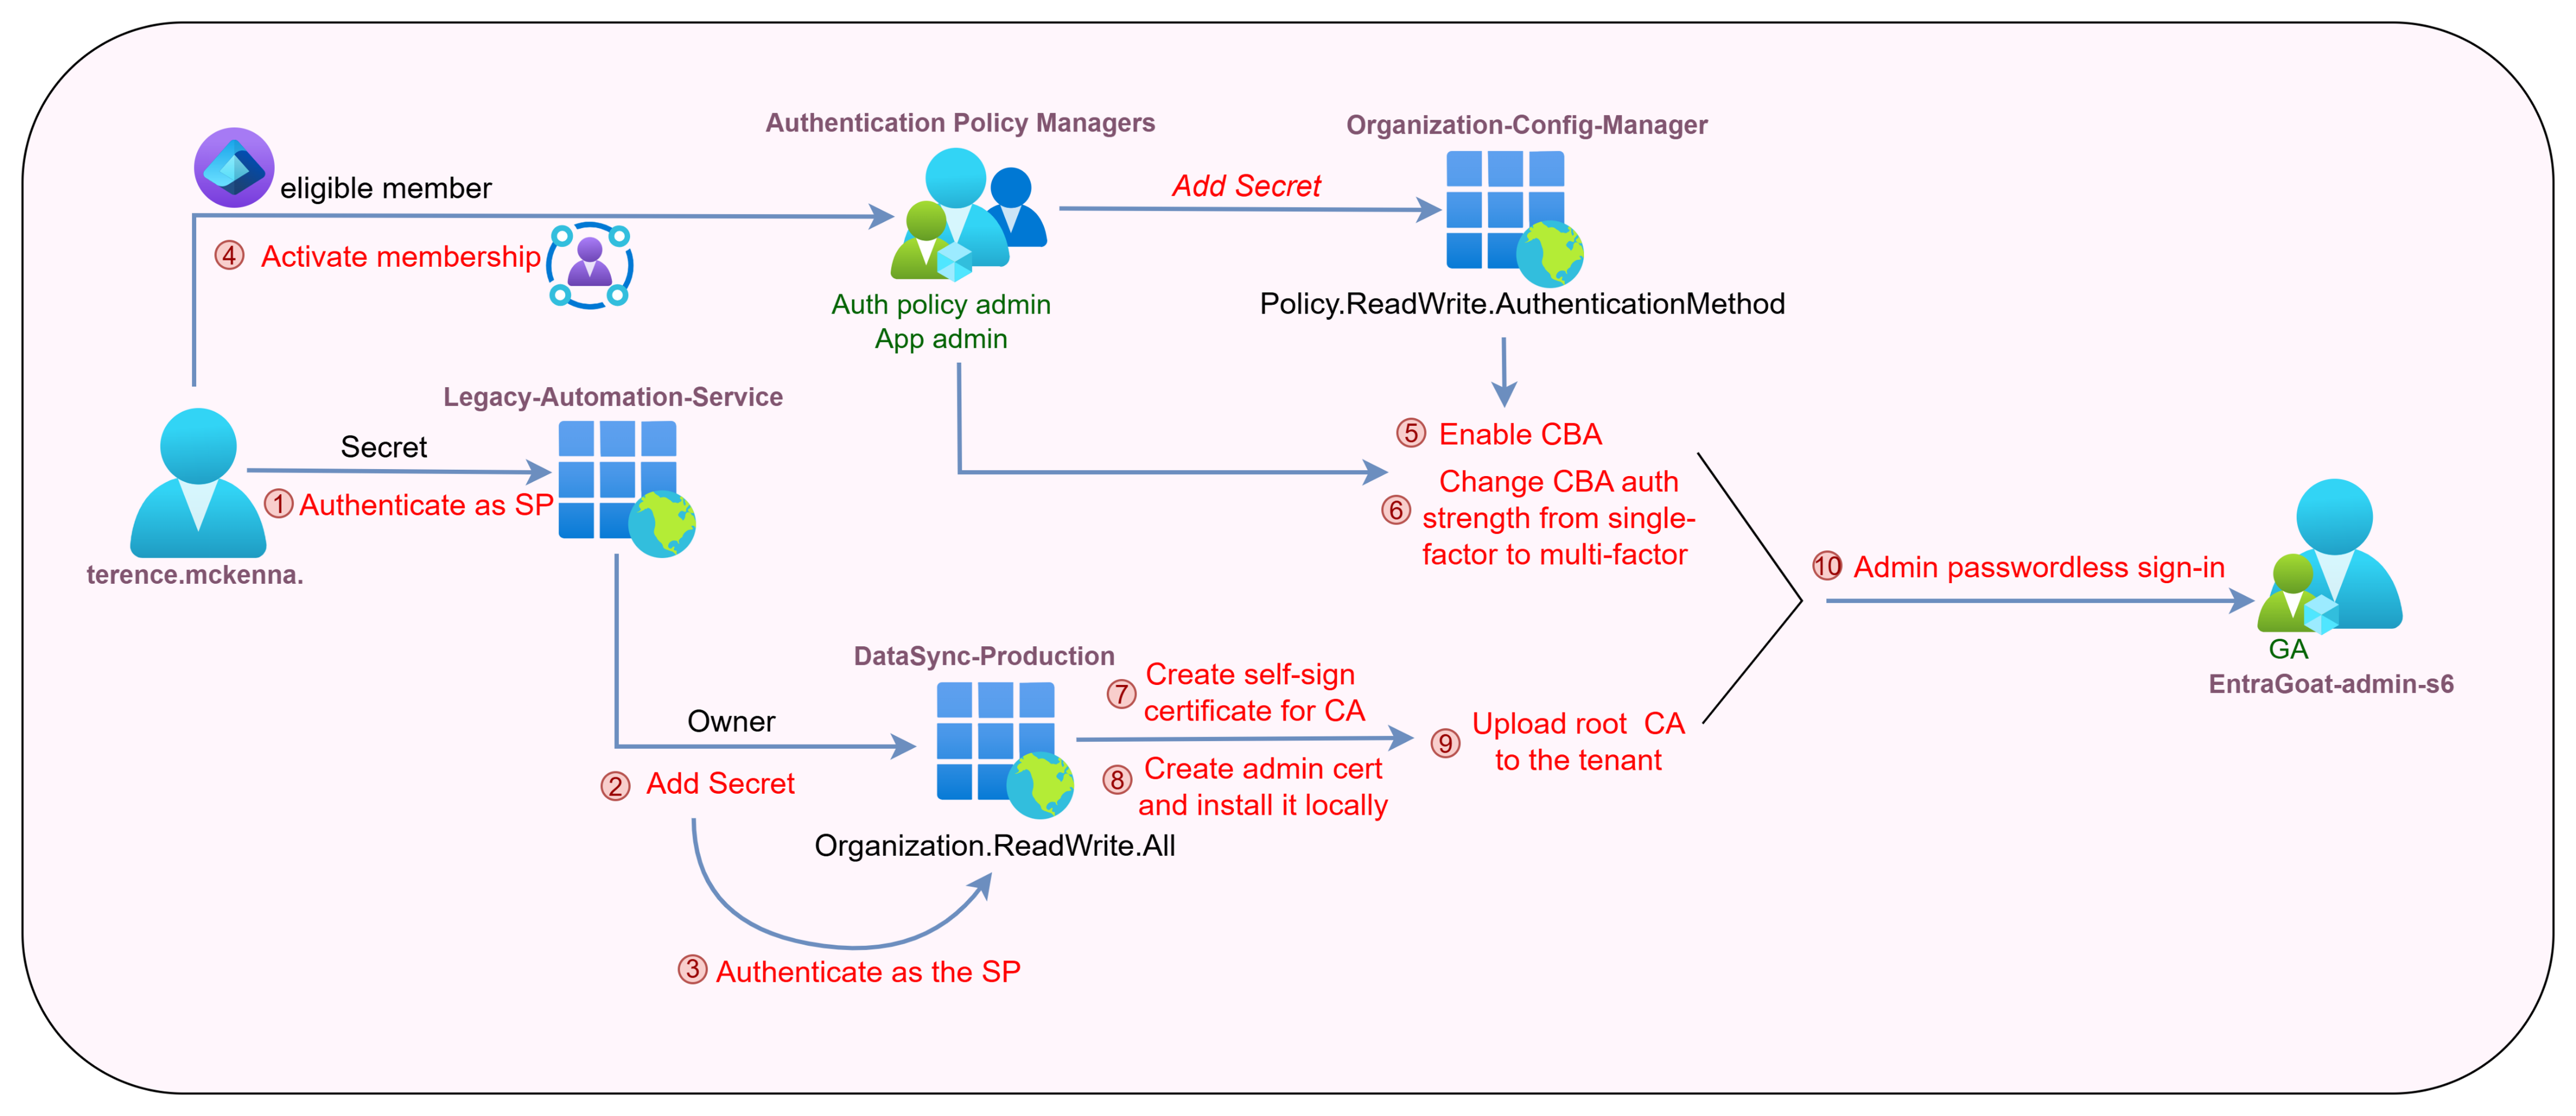 Authentication Policy Managers
Organization-Config-Manager
eligible member
Add Secret
4 Activate membership
Auth policy admin
App admin
Policy.ReadWrite.AuthenticationMethod
Legacy-Automation-Service
Secret
1 Authenticate as SP
terence.mckenna.
5 Enable CBA
6 Change CBA auth
strength from single-
factor to multi-factor
10 Admin passwordless sign-in
GA
EntraGoat-admin-s6
DataSync-Production
Owner
2 Add Secret
7 Create self-sign
certificate for CA
8 Create admin cert
and install it locally
9 Upload root CA
to the tenant
Organization.ReadWrite.All
3 Authenticate as the SP